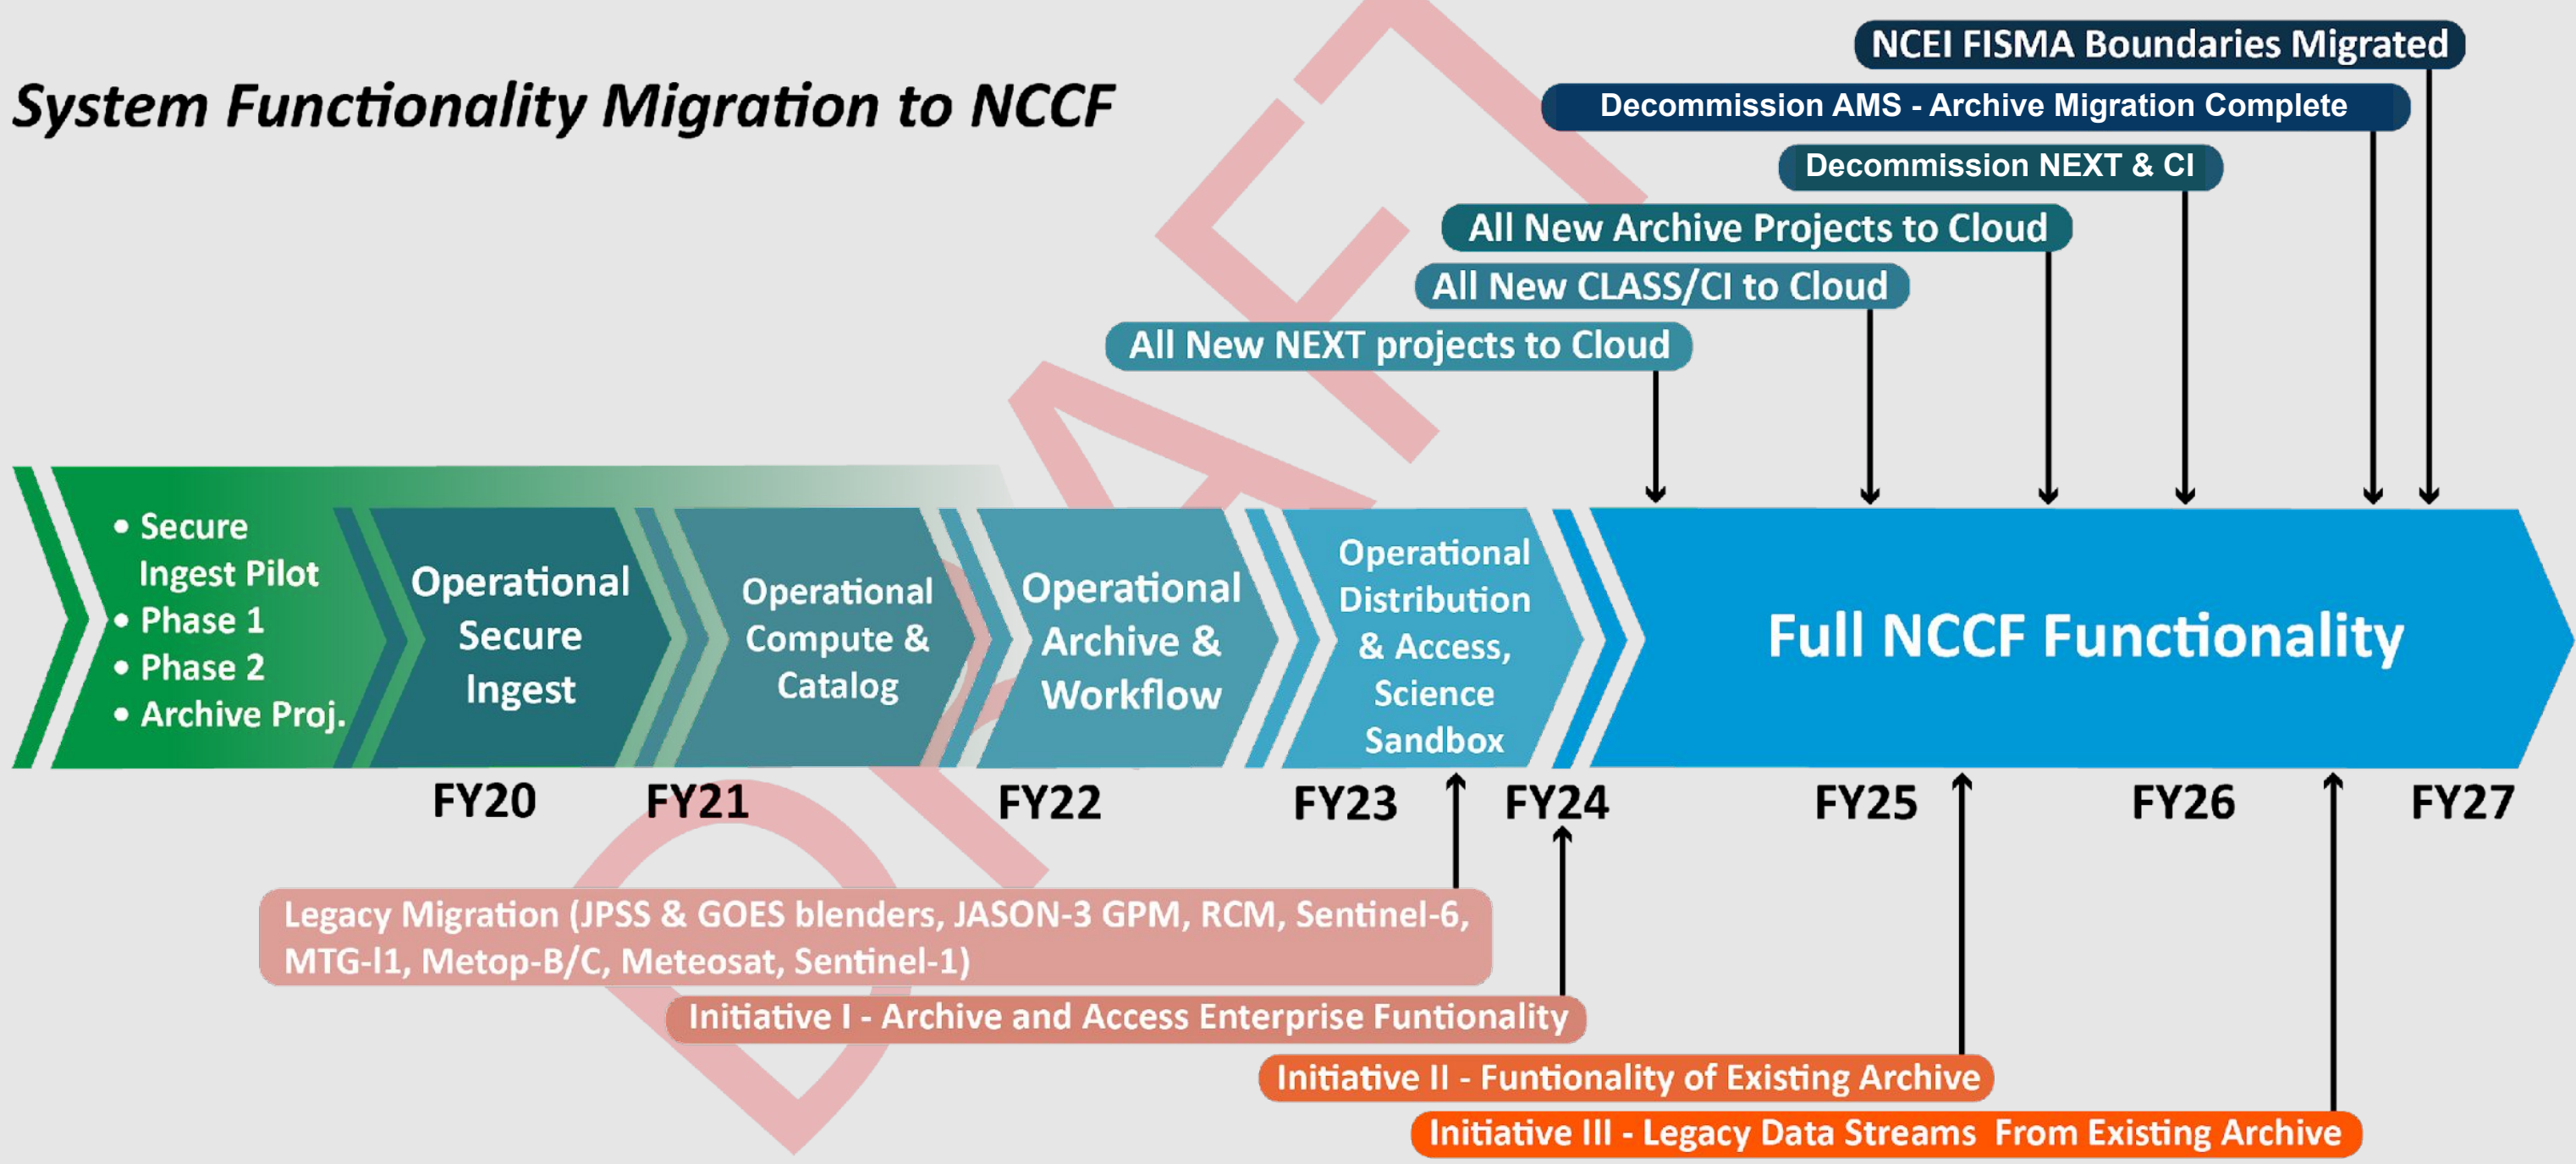 System Functionality Migration to NCCF
NCEI FISMA Boundaries Migrated
Decommission AMS - Archive Migration Complete
Decommission NEXT & CI
All New Archive Projects to Cloud
All New CLASS/CI to Cloud
All New NEXT projects to Cloud
• Secure
Ingest Pilot
• Phase 1
• Phase 2
• Archive Proj.
Operational
Secure
Ingest
Operational
Compute &
Catalog
Operational
Archive &
Workflow
Operational
Distribution
& Access,
Science
Sandbox
Full NCCF Functionality
FY20
FY21
FY22
FY23
FY24
FY25
FY26
FY27
Legacy Migration (JPSS & GOES blenders, JASON-3 GPM, RCM, Sentinel-6,
MTG-l1, Metop-B/C, Meteosat, Sentinel-1)
Initiative I - Archive and Access Enterprise Funtionality
Initiative II - Funtionality of Existing Archive
Initiative III - Legacy Data Streams From Existing Archive
DRAFT